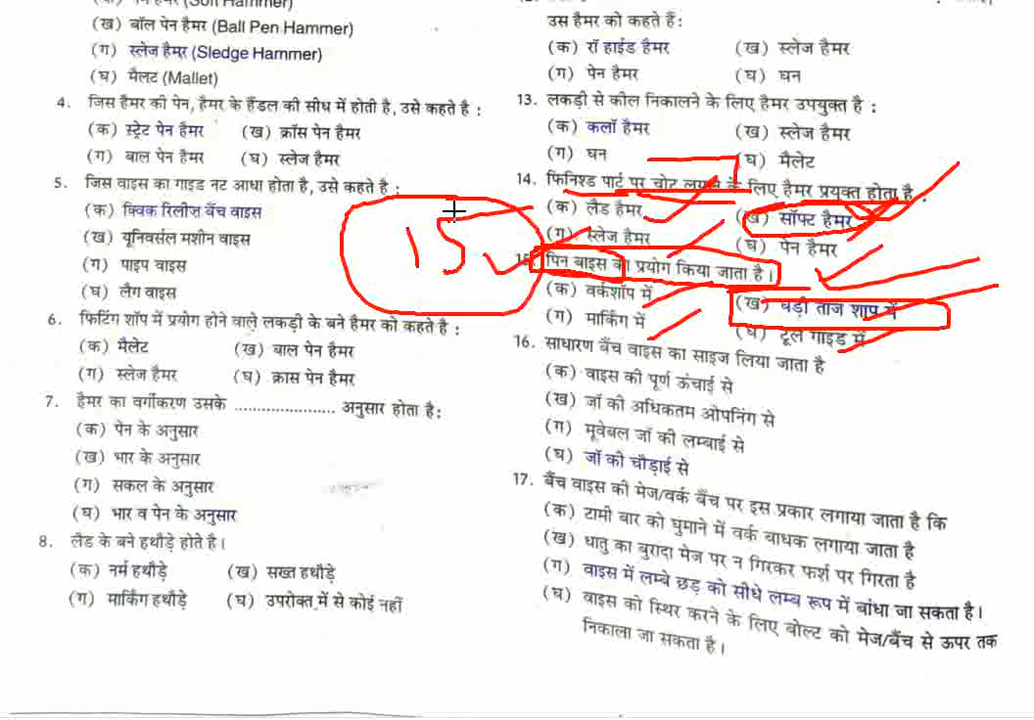 (Soft Hammer)
(ख) बॉल पेन हैमर (Ball Pen Hammer)
(ग) स्लेज हैमर (Sledge Hammer)
(घ) मैलट (Mallet)
4. जिस हैमर की पेन, हैमर के हैंडल की सीध में होती है, उसे कहते है :
(क) स्ट्रेट पेन हैमर (ख) क्रॉस पेन हैमर
(ग) बाल पेन हैमर (घ) स्लेज हैमर
5. जिस वाइस का गाइड नट आधा होता है, उसे कहते है :
(क) क्विक रिलीज बैंच वाइस
(ख) यूनिवर्सल मशीन वाइस
(ग) पाइप वाइस
(घ) लैग वाइस
6. फिटिंग शॉप में प्रयोग होने वाले लकड़ी के बने हैमर को कहते है :
(क) मैलेट (ख) बाल पेन हैमर
(ग) स्लेज हैमर (घ) क्रास पेन हैमर
7. हैमर का वर्गीकरण उसके ...................... अनुसार होता है:
(क) पेन के अनुसार
(ख) भार के अनुसार
(ग) सकल के अनुसार
(घ) भार व पेन के अनुसार
8. लैड के बने हथौड़े होते है।
(क) नर्म हथौड़े (ख) सख्त हथौड़े
(ग) मार्किंग हथौड़े (घ) उपरोक्त में से कोई नहीं
15
उस हैमर को कहते हैं:
(क) रॉ हाईड हैमर (ख) स्लेज हैमर
(ग) पेन हैमर (घ) घन
13. लकड़ी से कील निकालने के लिए हैमर उपयुक्त है :
(क) कलॉ हैमर (ख) स्लेज हैमर
(ग) घन (घ) मैलेट
14. फिनिश्ड पार्ट पर चोट लगाने के लिए हैमर प्रयुक्त होता है :
(क) लैड हैमर (ख) सॉफ्ट हैमर
(ग) स्लेज हैमर (घ) पेन हैमर
15. पिन बाइस का प्रयोग किया जाता है।
(क) वर्कशॉप में (ख) घड़ी साज शाप में
(ग) मार्किंग में (घ) टूल गाइड में
16. साधारण बैंच वाइस का साइज लिया जाता है
(क) वाइस की पूर्ण ऊंचाई से
(ख) जॉ की अधिकतम ओपनिंग से
(ग) मूवेबल जॉ की लम्बाई से
(घ) जॉ की चौड़ाई से
17. बैंच वाइस की मेज/वर्क बैंच पर इस प्रकार लगाया जाता है कि
(क) टामी बार को घुमाने में वर्क बाधक लगाया जाता है
(ख) धातु का बुरादा मेज पर न गिरकर फर्श पर गिरता है
(ग) वाइस में लम्बे छड़ को सीधे लम्ब रूप में बांधा जा सकता है।
(घ) वाइस को स्थिर करने के लिए बोल्ट को मेज/बैंच से ऊपर तक
निकाला जा सकता है।